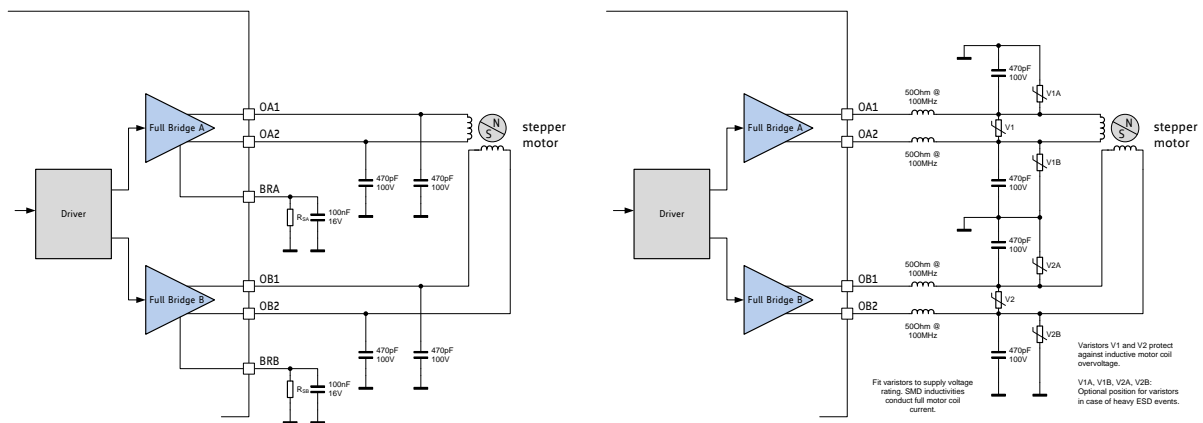 OA1
Full Bridge A
OA2
N
S
stepper
motor
470pF
100V
470pF
100V
BRA
Driver
RSA
100nF
16V
OB1
Full Bridge B
OB2
470pF
100V
470pF
100V
BRB
RSB
100nF
16V
470pF
100V
V1A
50Ohm @
100MHz
OA1
Full Bridge A
V1
N
S
stepper
motor
OA2
50Ohm @
100MHz
V1B
470pF
100V
Driver
470pF
100V
V2A
50Ohm @
100MHz
OB1
Full Bridge B
V2
OB2
50Ohm @
100MHz
V2B
470pF
100V
Fit varistors to supply voltage
rating. SMD inductivities
conduct full motor coil
current.
Varistors V1 and V2 protect
against inductive motor coil
overvoltage.
V1A, V1B, V2A, V2B:
Optional position for varistors
in case of heavy ESD events.